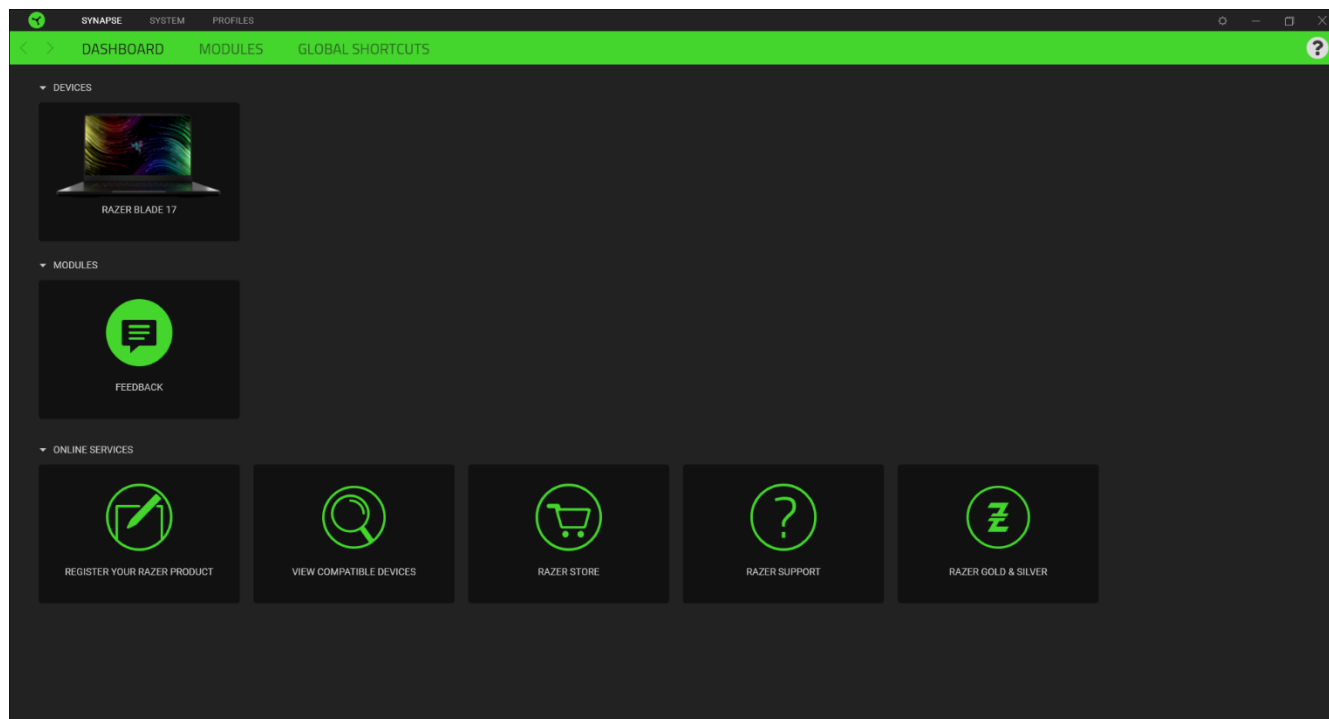 SYNAPSE SYSTEM PROFILES
DASHBOARD MODULES GLOBAL SHORTCUTS ?
DEVICES
RAZER BLADE 17
MODULES
FEEDBACK
ONLINE SERVICES
REGISTER YOUR RAZER PRODUCT
VIEW COMPATIBLE DEVICES
RAZER STORE
RAZER SUPPORT
RAZER GOLD & SILVER